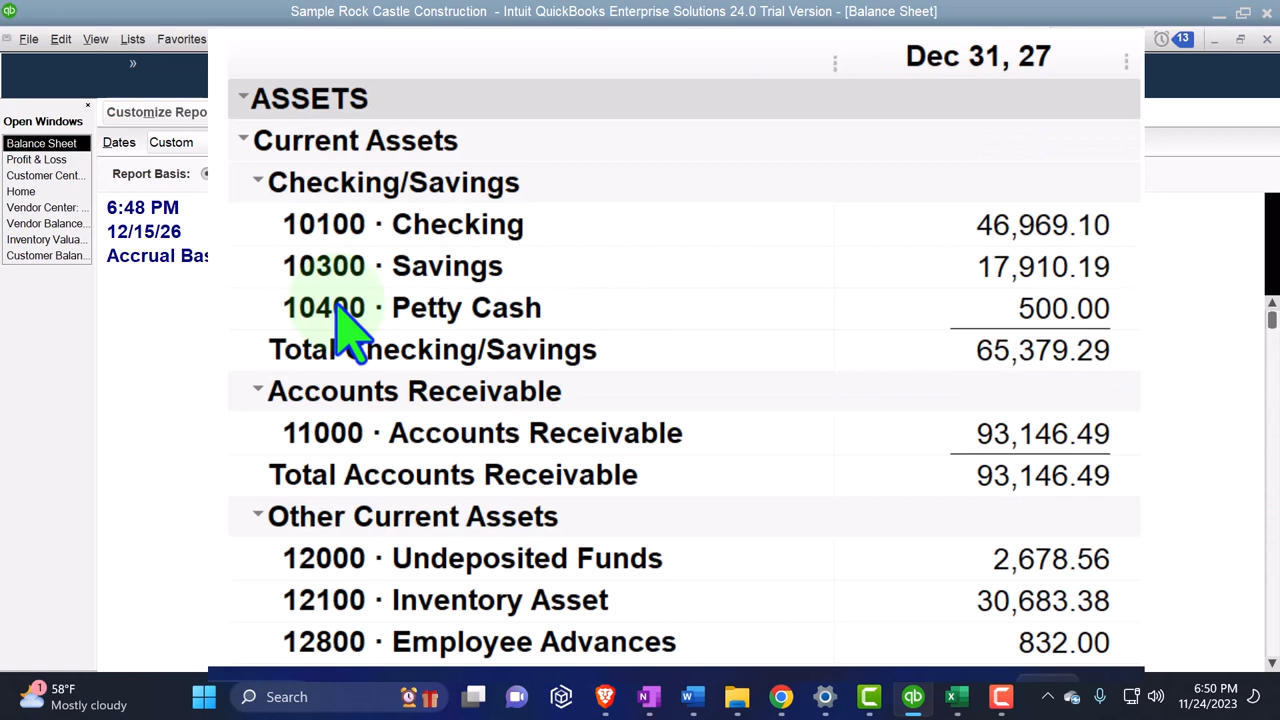 Sample Rock Castle Construction - Intuit QuickBooks Enterprise Solutions 24.0 Trial Version - [Balance Sheet]
File Edit View Lists Favorites
13
»
Customize Repo
Open Windows
Dates Custom
Balance Sheet
Profit & Loss
Customer Cent...
Home
Vendor Center: ...
Vendor Balance...
Inventory Valua...
Customer Balan...
Report Basis:
6:48 PM
12/15/26
Accrual Bas
Dec 31, 27
ASSETS
Current Assets
Checking/Savings
10100 · Checking 46,969.10
10300 · Savings 17,910.19
10400 · Petty Cash 500.00
Total Checking/Savings 65,379.29
Accounts Receivable
11000 · Accounts Receivable 93,146.49
Total Accounts Receivable 93,146.49
Other Current Assets
12000 · Undeposited Funds 2,678.56
12100 · Inventory Asset 30,683.38
12800 · Employee Advances 832.00
1
58°F
Mostly cloudy
Search
6:50 PM
11/24/2023